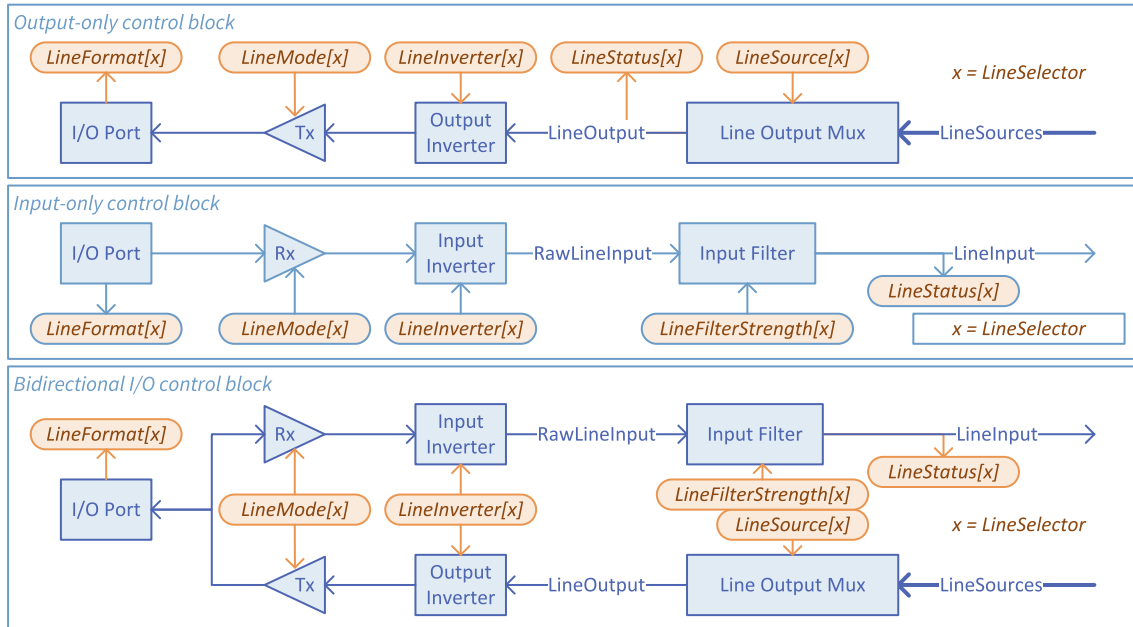 Output-only control block
LineFormat[x]
LineMode[x]
LineInverter[x]
LineStatus[x]
LineSource[x]
x = LineSelector
I/O Port
Tx
Output
Inverter
LineOutput
Line Output Mux
LineSources
Input-only control block
I/O Port
Rx
Input
Inverter
RawLineInput
Input Filter
LineInput
LineStatus[x]
LineFormat[x]
LineMode[x]
LineInverter[x]
LineFilterStrength[x]
x = LineSelector
Bidirectional I/O control block
LineFormat[x]
Rx
Input
Inverter
RawLineInput
Input Filter
LineInput
LineStatus[x]
I/O Port
LineMode[x]
LineInverter[x]
LineFilterStrength[x]
LineSource[x]
x = LineSelector
Tx
Output
Inverter
LineOutput
Line Output Mux
LineSources